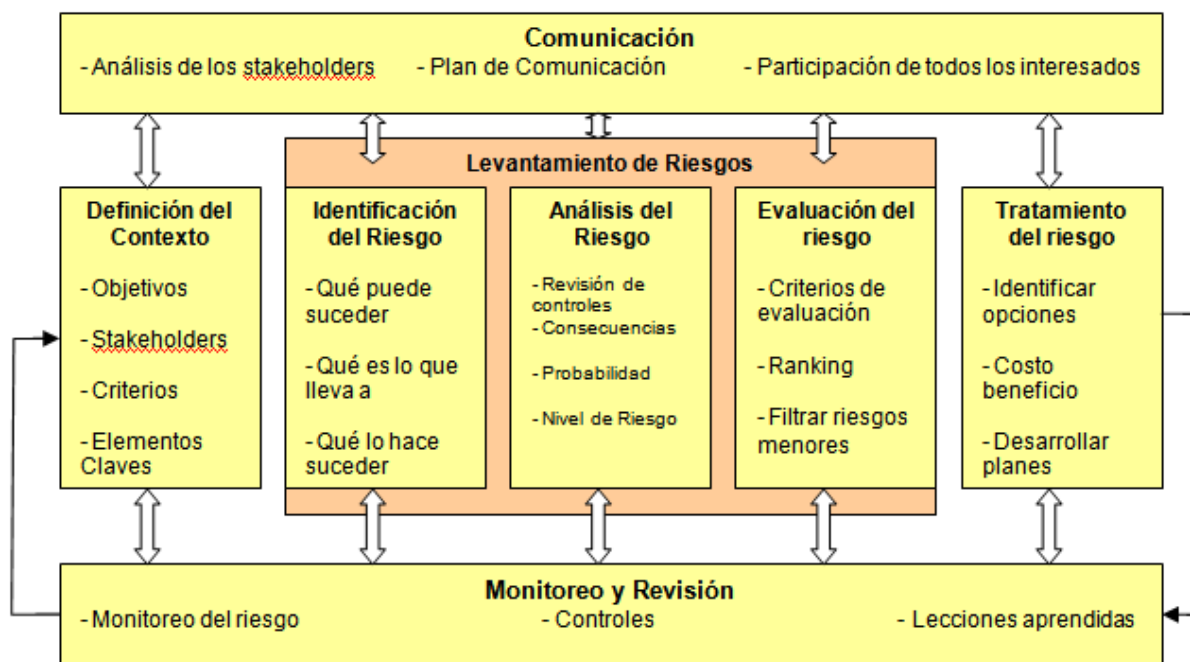 Comunicación
- Análisis de los stakeholders - Plan de Comunicación - Participación de todos los interesados
Levantamiento de Riesgos
Definición del
Contexto
- Objetivos
- Stakeholders
- Criterios
- Elementos
Claves
Identificación
del Riesgo
- Qué puede
suceder
- Qué es lo que
lleva a
- Qué lo hace
suceder
Análisis del
Riesgo
- Revisión de
controles
- Consecuencias
- Probabilidad
- Nivel de Riesgo
Evaluación del
riesgo
- Criterios de
evaluación
- Ranking
- Filtrar riesgos
menores
Tratamiento
del riesgo
- Identificar
opciones
- Costo
beneficio
- Desarrollar
planes
Monitoreo y Revisión
- Monitoreo del riesgo - Controles - Lecciones aprendidas